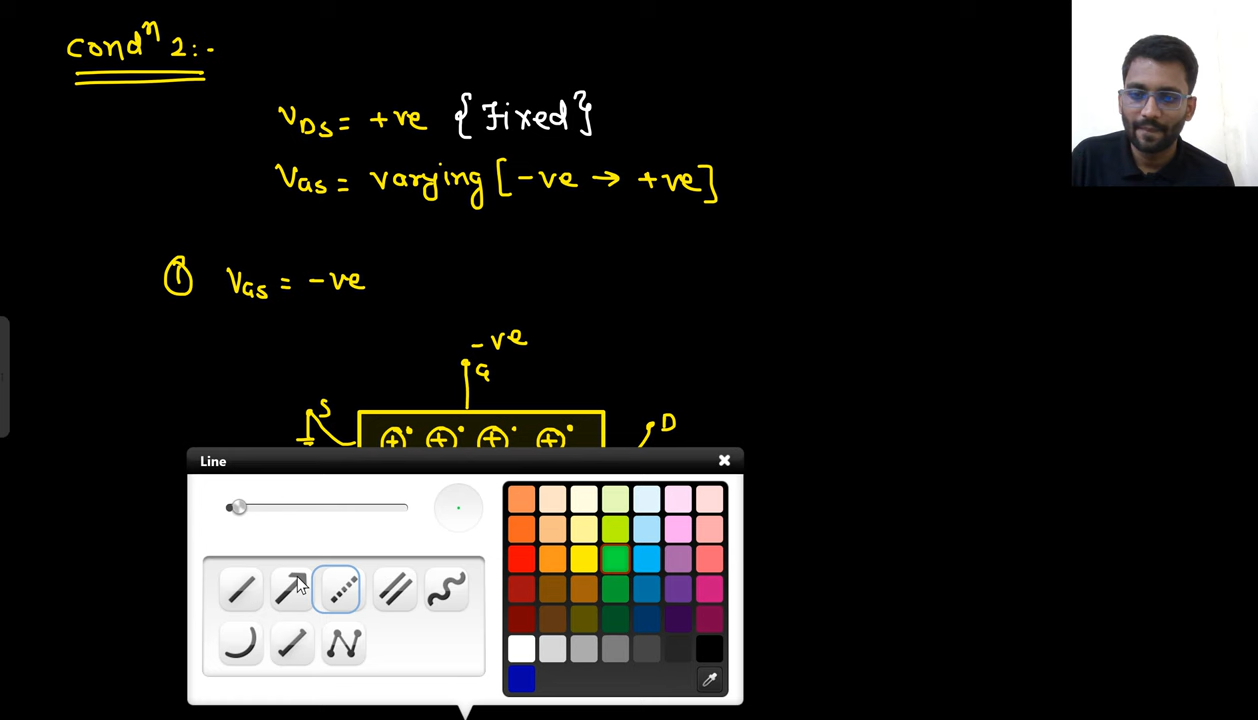 Condⁿ 2:-
V_DS = +ve {Fixed}
V_GS = varying [-ve → +ve]
① V_GS = -ve
-ve
G
S
D
⊕ ⊕ ⊕ ⊕
Line